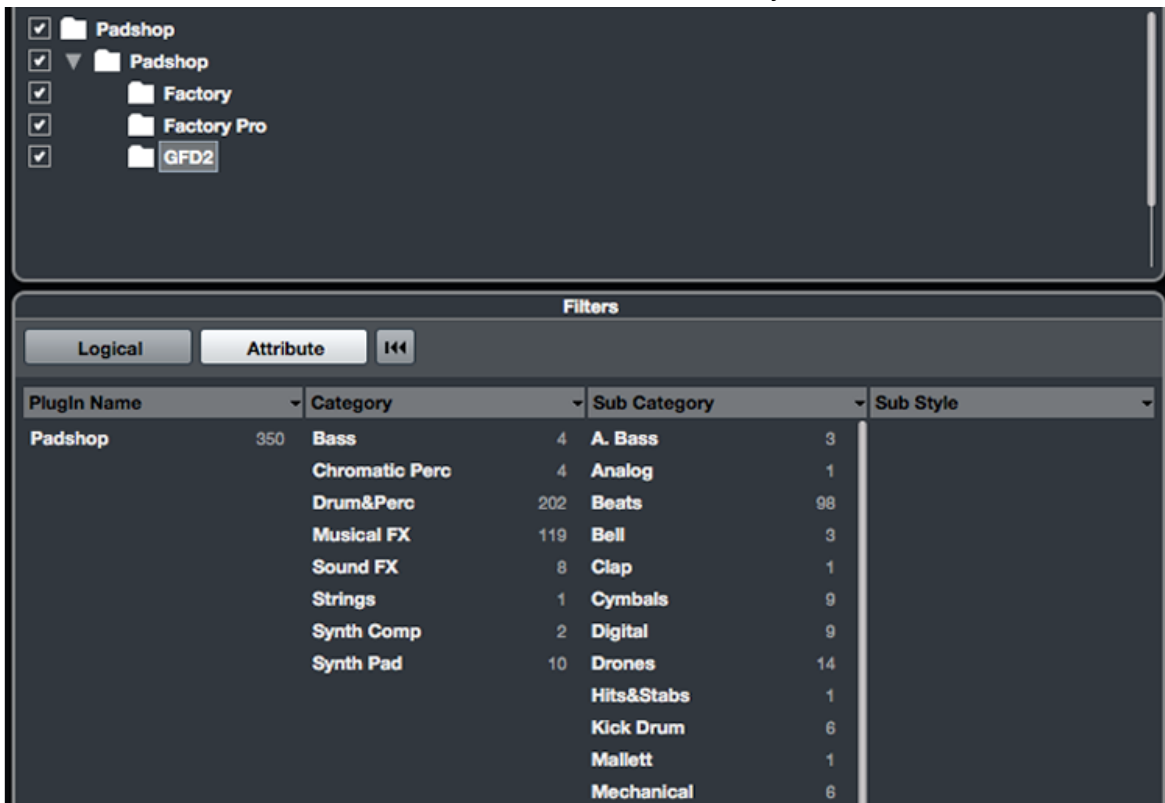 Padshop
Padshop
Factory
Factory Pro
GFD2
Filters
Logical Attribute
PlugIn Name Category Sub Category Sub Style
Padshop 350 Bass 4 A. Bass 3
Chromatic Perc 4 Analog 1
Drum&Perc 202 Beats 98
Musical FX 119 Bell 3
Sound FX 8 Clap 1
Strings 1 Cymbals 9
Synth Comp 2 Digital 9
Synth Pad 10 Drones 14
Hits&Stabs 1
Kick Drum 6
Mallett 1
Mechanical 6